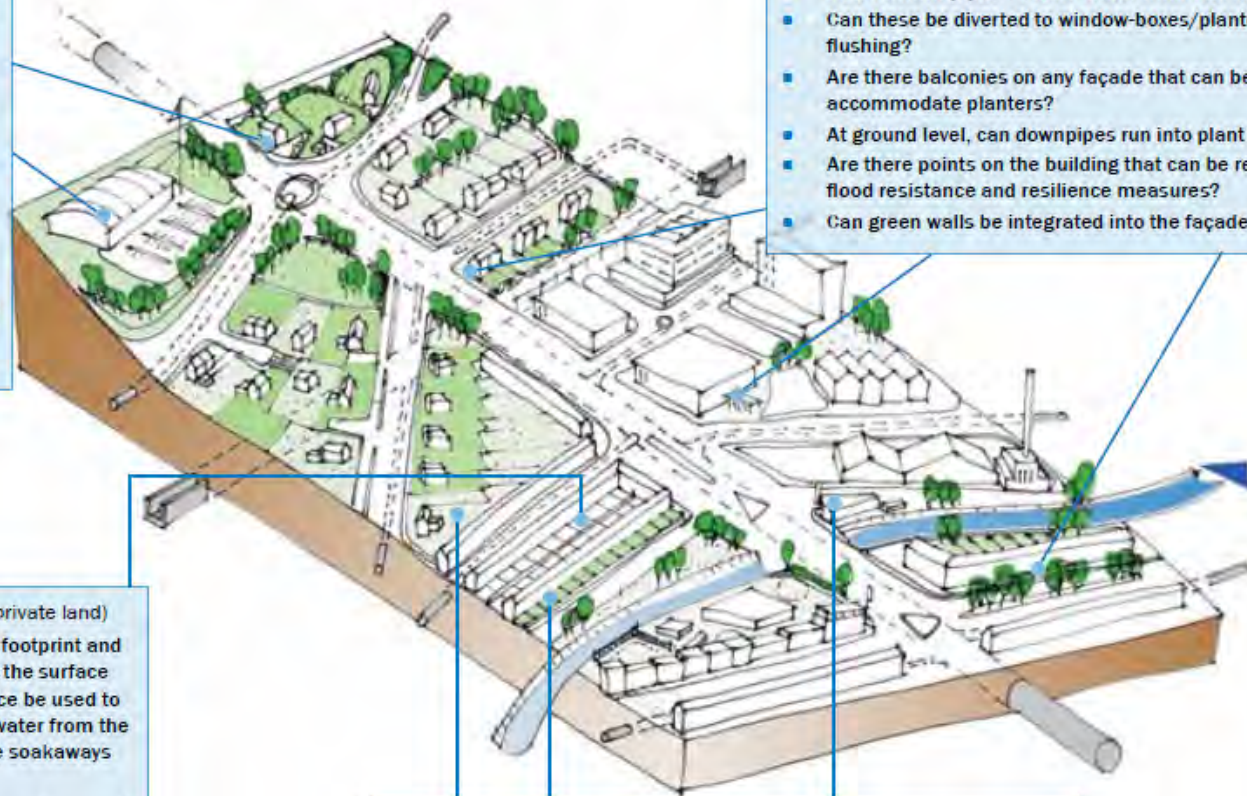 Can these be diverted to window-boxes/plant
flushing?
Are there balconies on any façade that can be
accommodate planters?
At ground level, can downpipes run into plant
Are there points on the building that can be re
flood resistance and resilience measures?
Can green walls be integrated into the façade
private land)
footprint and
the surface
ce be used to
water from the
e soakaways